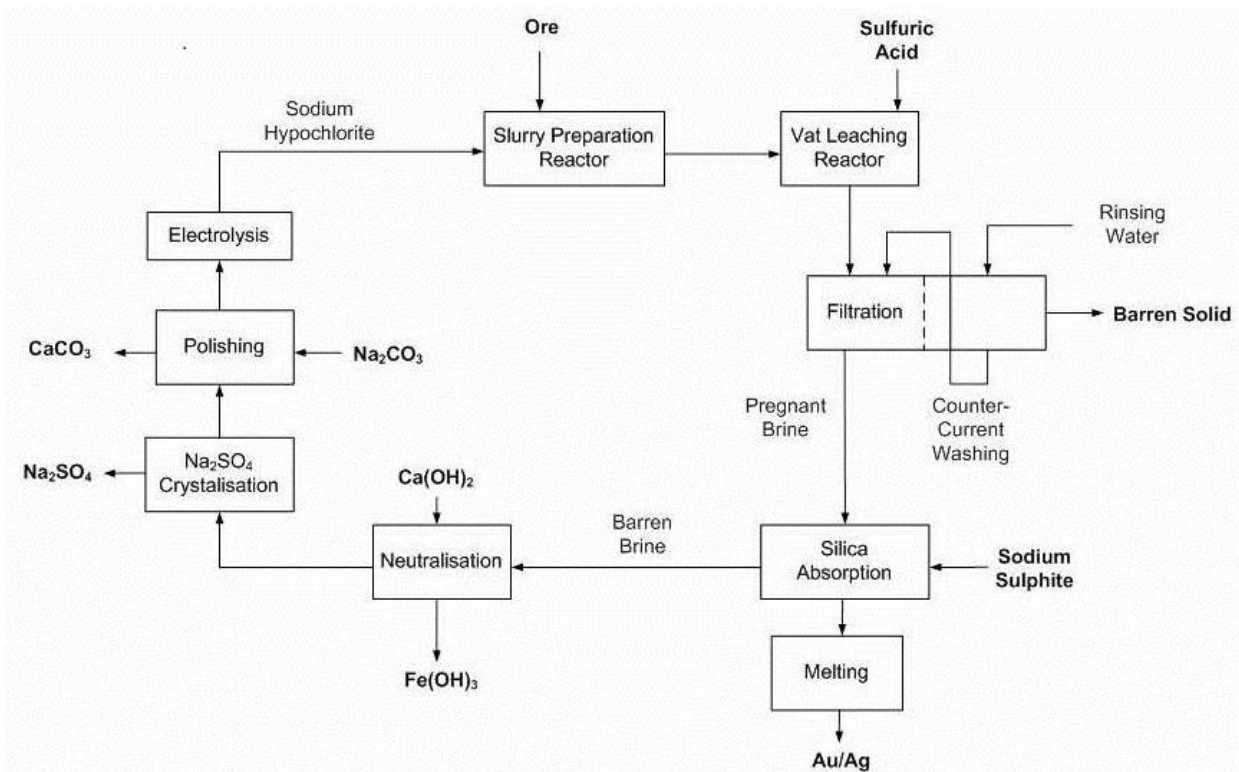 Ore
Sulfuric
Acid
Sodium
Hypochlorite
Slurry Preparation
Reactor
Vat Leaching
Reactor
Rinsing
Water
Electrolysis
Filtration
Barren Solid
CaCO₃
Polishing
Na₂CO₃
Pregnant
Brine
Counter-
Current
Washing
Na₂SO₄
Na₂SO₄
Crystalisation
Ca(OH)₂
Barren
Brine
Neutralisation
Silica
Absorption
Sodium
Sulphite
Fe(OH)₃
Melting
Au/Ag